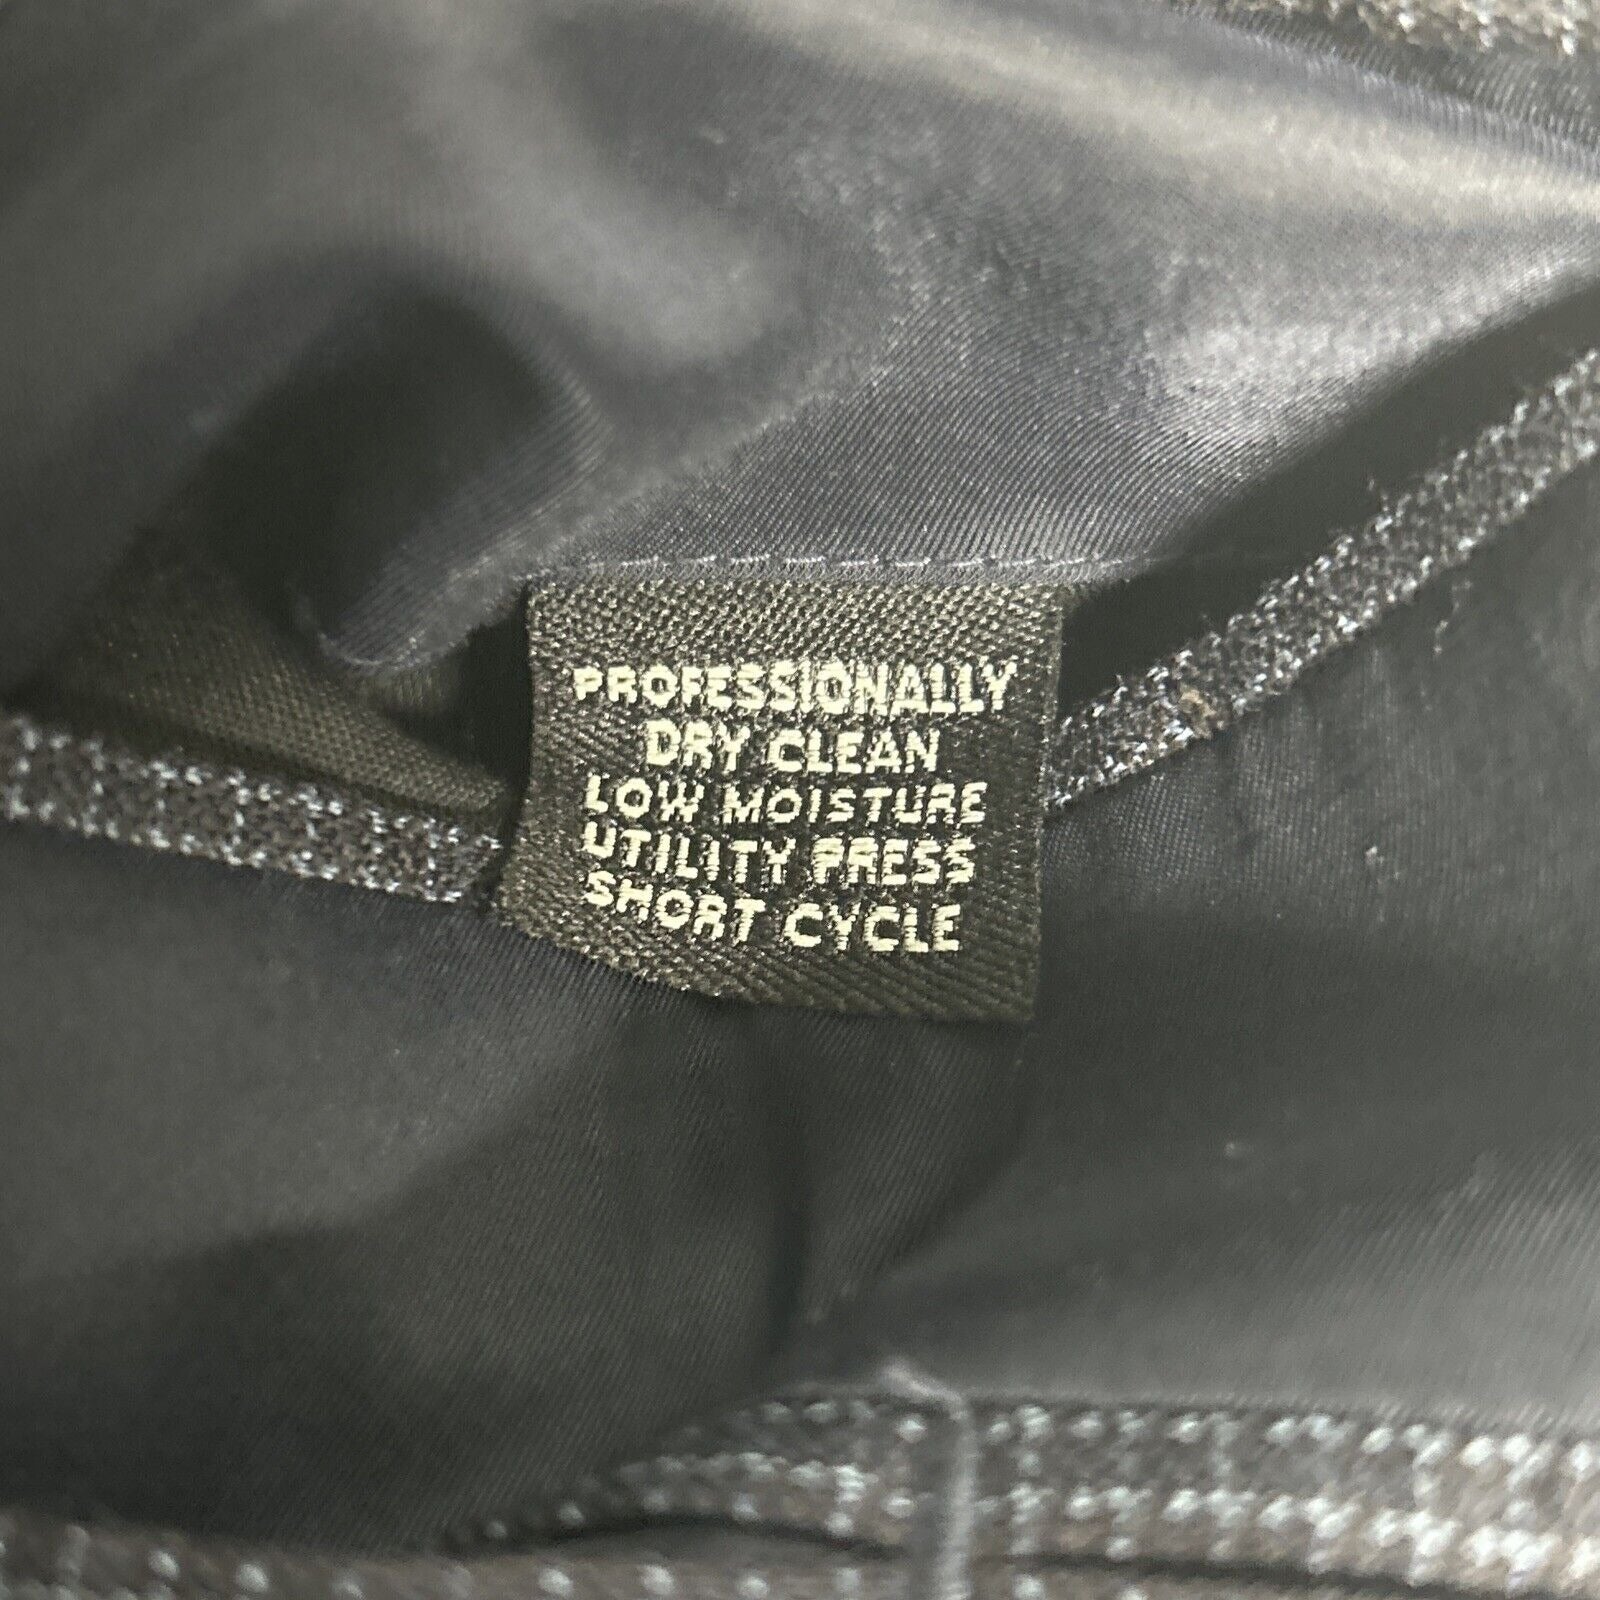 PROFESSIONALLY
DRY CLEAN
LOW MOISTURE
UTILITY PRESS
SHORT CYCLE